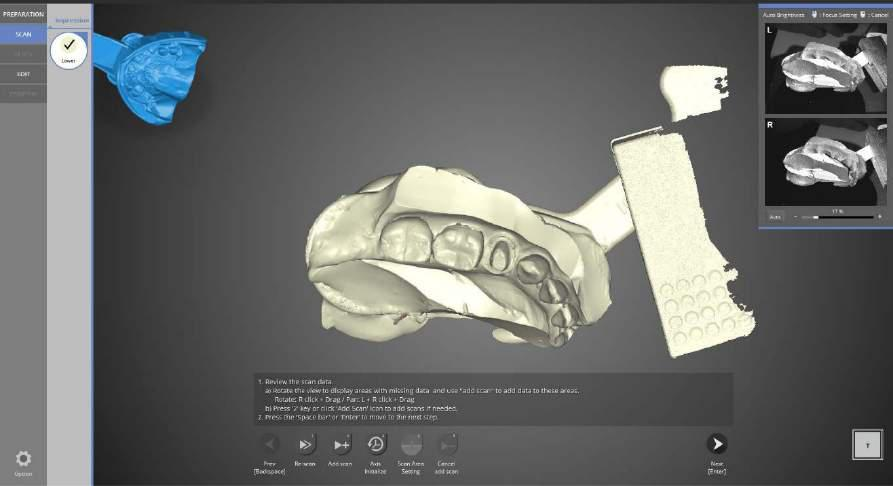 PREPARATION
SCAN
EDIT
Option
Impression
Lower
Auto Brightness : Focus Setting : Cancel
L
R
17 %
Auto - +
1. Review the scan data.
a) Rotate the view to display areas with missing data and use "add scan" to add data to these areas.
Rotate: R click + Drag / Pan: L + R click + Drag
b) Press '2' key or click 'Add Scan' icon to add scans if needed.
2. Press the 'Space bar' or 'Enter' to move to the next step.
Prev
[Backspace]
Re-scan
Add scan
Axis
Initialize
Scan Area
Setting
Cancel
add scan
Next
[Enter]
T